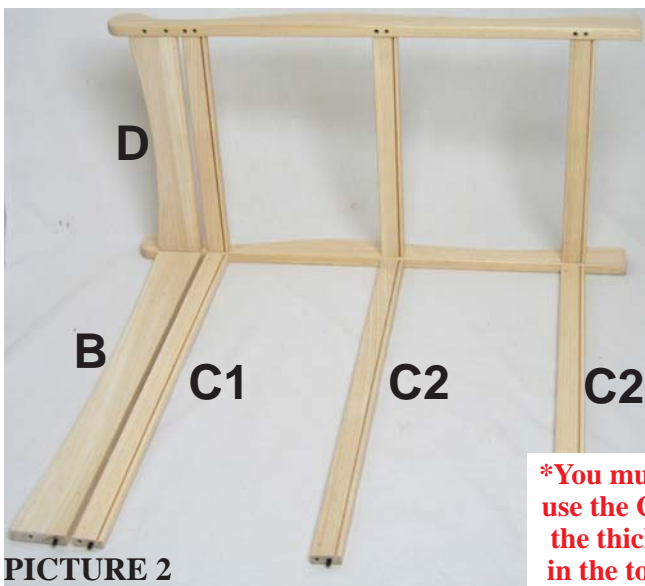 D
B
C1
C2
C2
*You mu
use the C
the thic
in the to
PICTURE 2